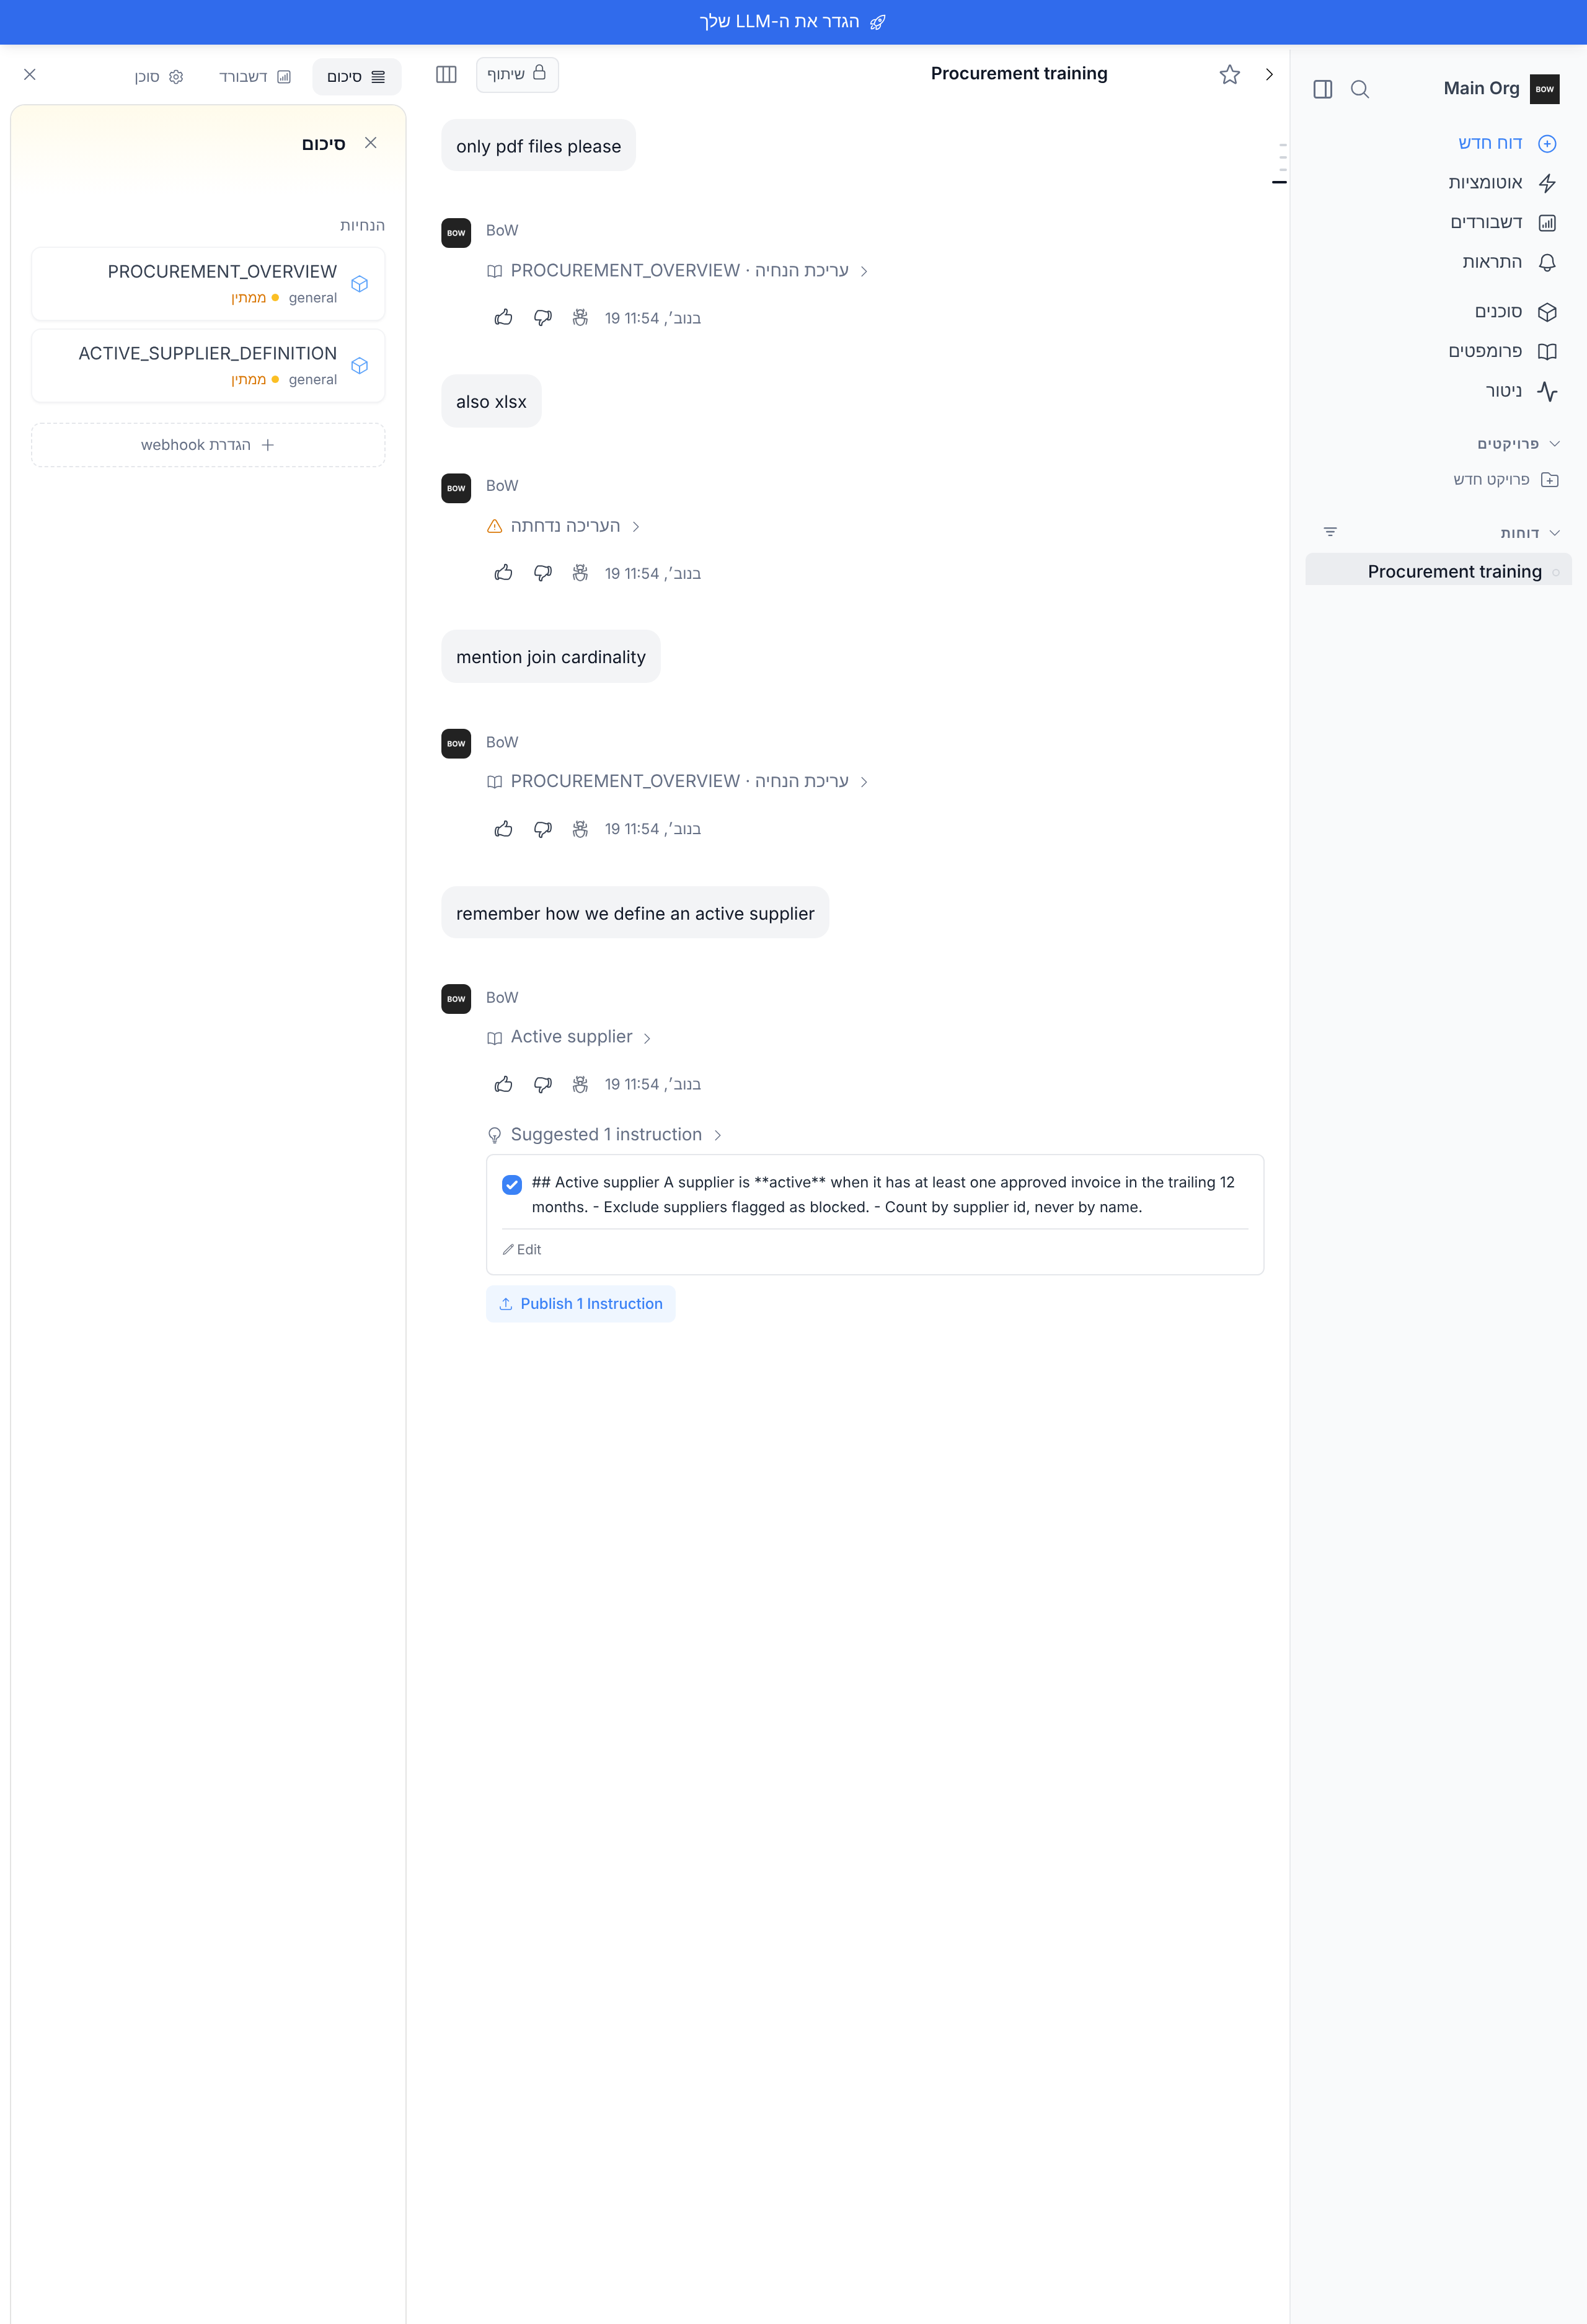 הגדר את ה-LLM שלך
BOW
Main Org
דוח חדש
אוטומציות
דשבורדים
התראות
סוכנים
פרומפטים
ניטור
פרויקטים
פרויקט חדש
דוחות
Procurement training
Procurement training
שיתוף
only pdf files please
BOW
BoW
עריכת הנחיה · PROCUREMENT_OVERVIEW
19 בנוב׳, 11:54
also xlsx
BOW
BoW
העריכה נדחתה
19 בנוב׳, 11:54
mention join cardinality
BOW
BoW
עריכת הנחיה · PROCUREMENT_OVERVIEW
19 בנוב׳, 11:54
remember how we define an active supplier
BOW
BoW
Active supplier
19 בנוב׳, 11:54
Suggested 1 instruction
## Active supplier A supplier is **active** when it has at least one approved invoice in the trailing 12
months. - Exclude suppliers flagged as blocked. - Count by supplier id, never by name.
Edit
Publish 1 Instruction
סיכום
דשבורד
סוכן
סיכום
הנחיות
PROCUREMENT_OVERVIEW
general ממתין
ACTIVE_SUPPLIER_DEFINITION
general ממתין
הגדרת webhook